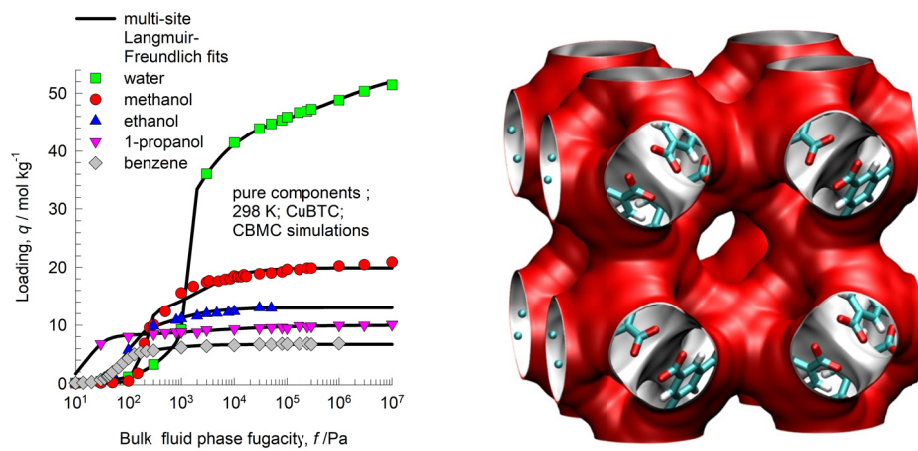 multi-site
Langmuir-
Freundlich fits
water
methanol
ethanol
1-propanol
benzene
pure components ;
298 K; CuBTC;
CBMC simulations
Loading, q / mol kg⁻¹
50
40
30
20
10
0
10¹ 10² 10³ 10⁴ 10⁵ 10⁶ 10⁷
Bulk fluid phase fugacity, f /Pa